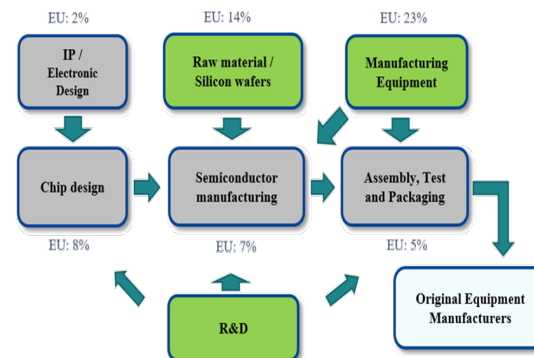 EU: 2%
EU: 14%
EU: 23%
IP /
Electronic
Design
Raw material /
Silicon wafers
Manufacturing
Equipment
Chip design
Semiconductor
manufacturing
Assembly, Test
and Packaging
EU: 8%
EU: 7%
EU: 5%
R&D
Original Equipment
Manufacturers